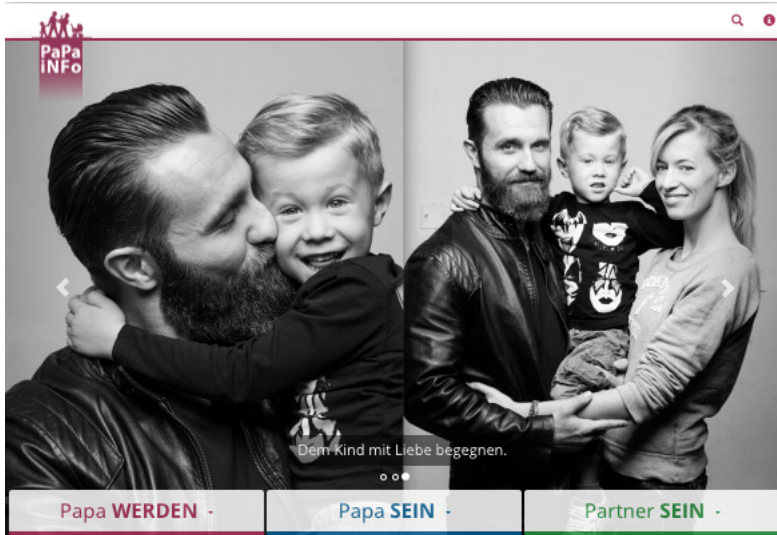 PaPa
iNFo
Dem Kind mit Liebe begegnen.
Papa WERDEN -
Papa SEIN -
Partner SEIN -